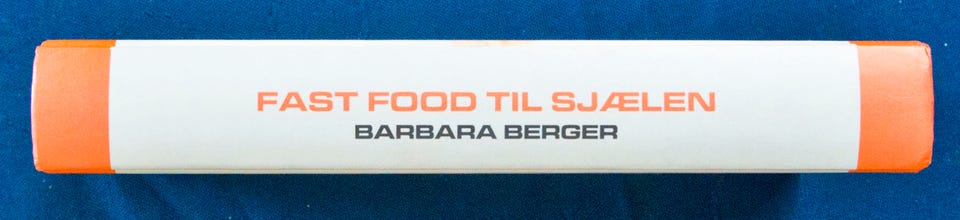 FAST FOOD TIL SJÆLEN
BARBARA BERGER